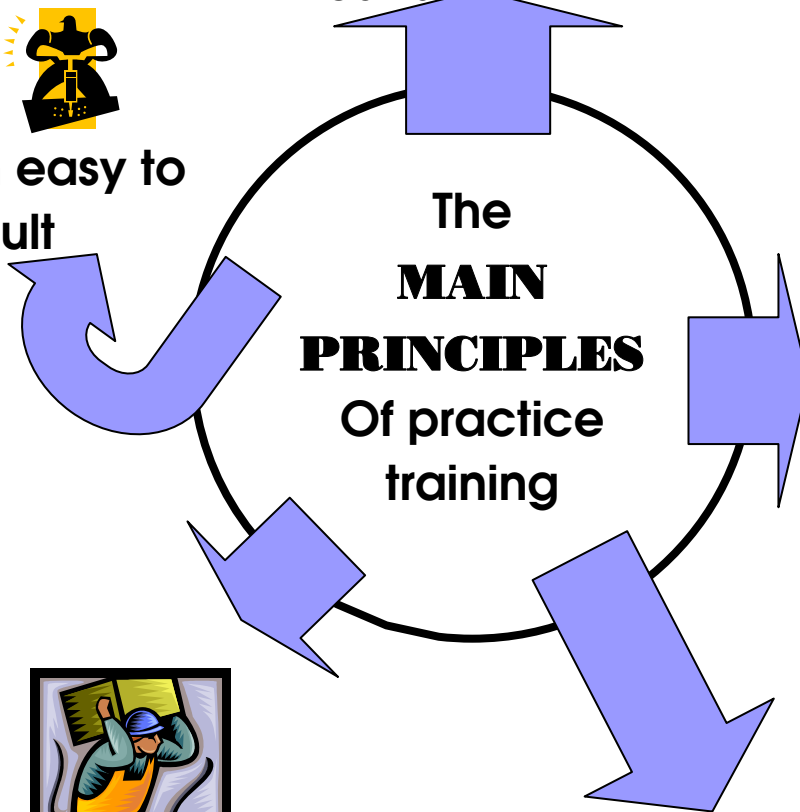 easy to
ult
The
MAIN
PRINCIPLES
Of practice
training